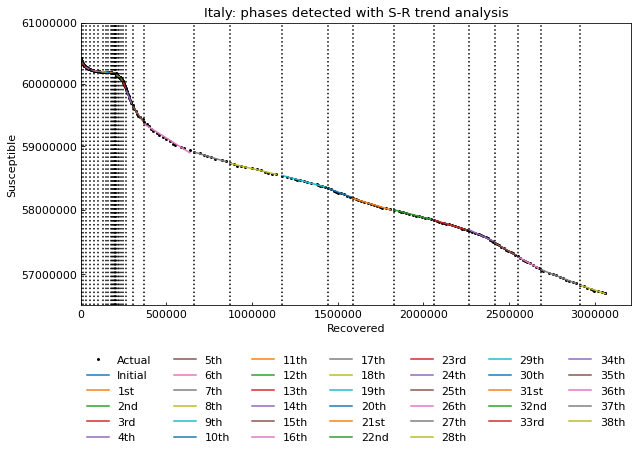 Italy: phases detected with S-R trend analysis
61000000
60000000
59000000
58000000
57000000
Susceptible
0 500000 1000000 1500000 2000000 2500000 3000000
Recovered
Actual 5th 11th 17th 23rd 29th 34th
Initial 6th 12th 18th 24th 30th 35th
1st 7th 13th 19th 25th 31st 36th
2nd 8th 14th 20th 26th 32nd 37th
3rd 9th 15th 21st 27th 33rd 38th
4th 10th 16th 22nd 28th